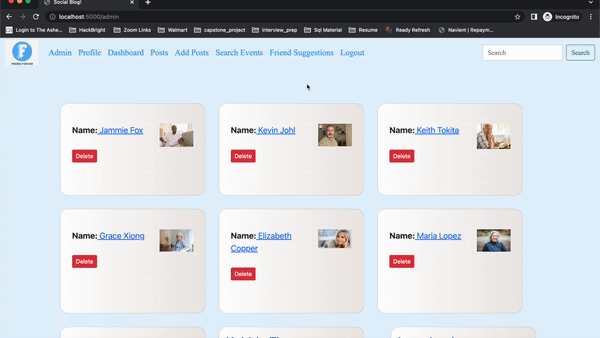 Social Blog!
localhost:5000/admin
Incognito
Login to The Ashe...
HackBright
Zoom Links
Walmart
capstone_project
Interview_prep
Sql Material
Resume
Ready Refresh
Navient | Repaym...
Admin
Profile
Dashboard
Posts
Add Posts
Search Events
Friend Suggestions
Logout
Search
Search
Name: Jammie Fox
Delete
Name: Kevin Johl
Delete
Name: Keith Tokita
Delete
Name: Grace Xiong
Delete
Name: Elizabeth
Copper
Delete
Name: Maria Lopez
Delete